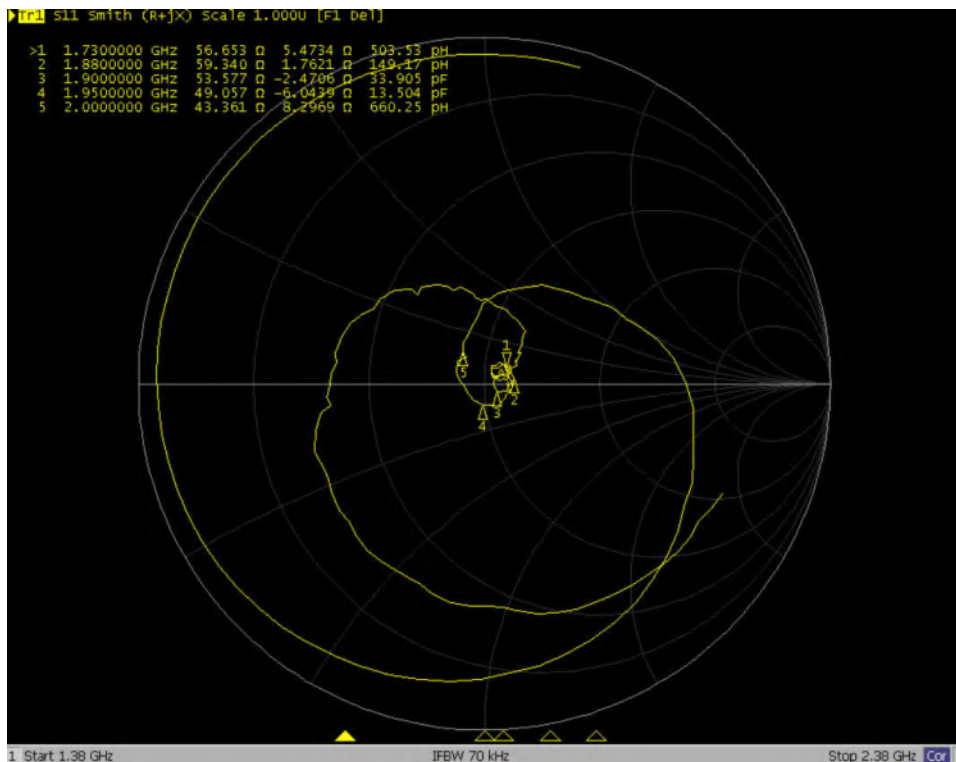 Tr1 S11 Smith (R+jX) Scale 1.000U [F1 Del]
>1 1.7300000 GHz 56.653 Ω 5.4734 Ω 503.53 pH
2 1.8800000 GHz 59.340 Ω 1.7621 Ω 149.17 pH
3 1.9000000 GHz 53.577 Ω -2.4706 Ω 33.905 pF
4 1.9500000 GHz 49.057 Ω -6.0439 Ω 13.504 pF
5 2.0000000 GHz 43.361 Ω 8.2969 Ω 660.25 pH
1
5
2
3
4
1 Start 1.38 GHz IFBW 70 kHz Stop 2.38 GHz Cor